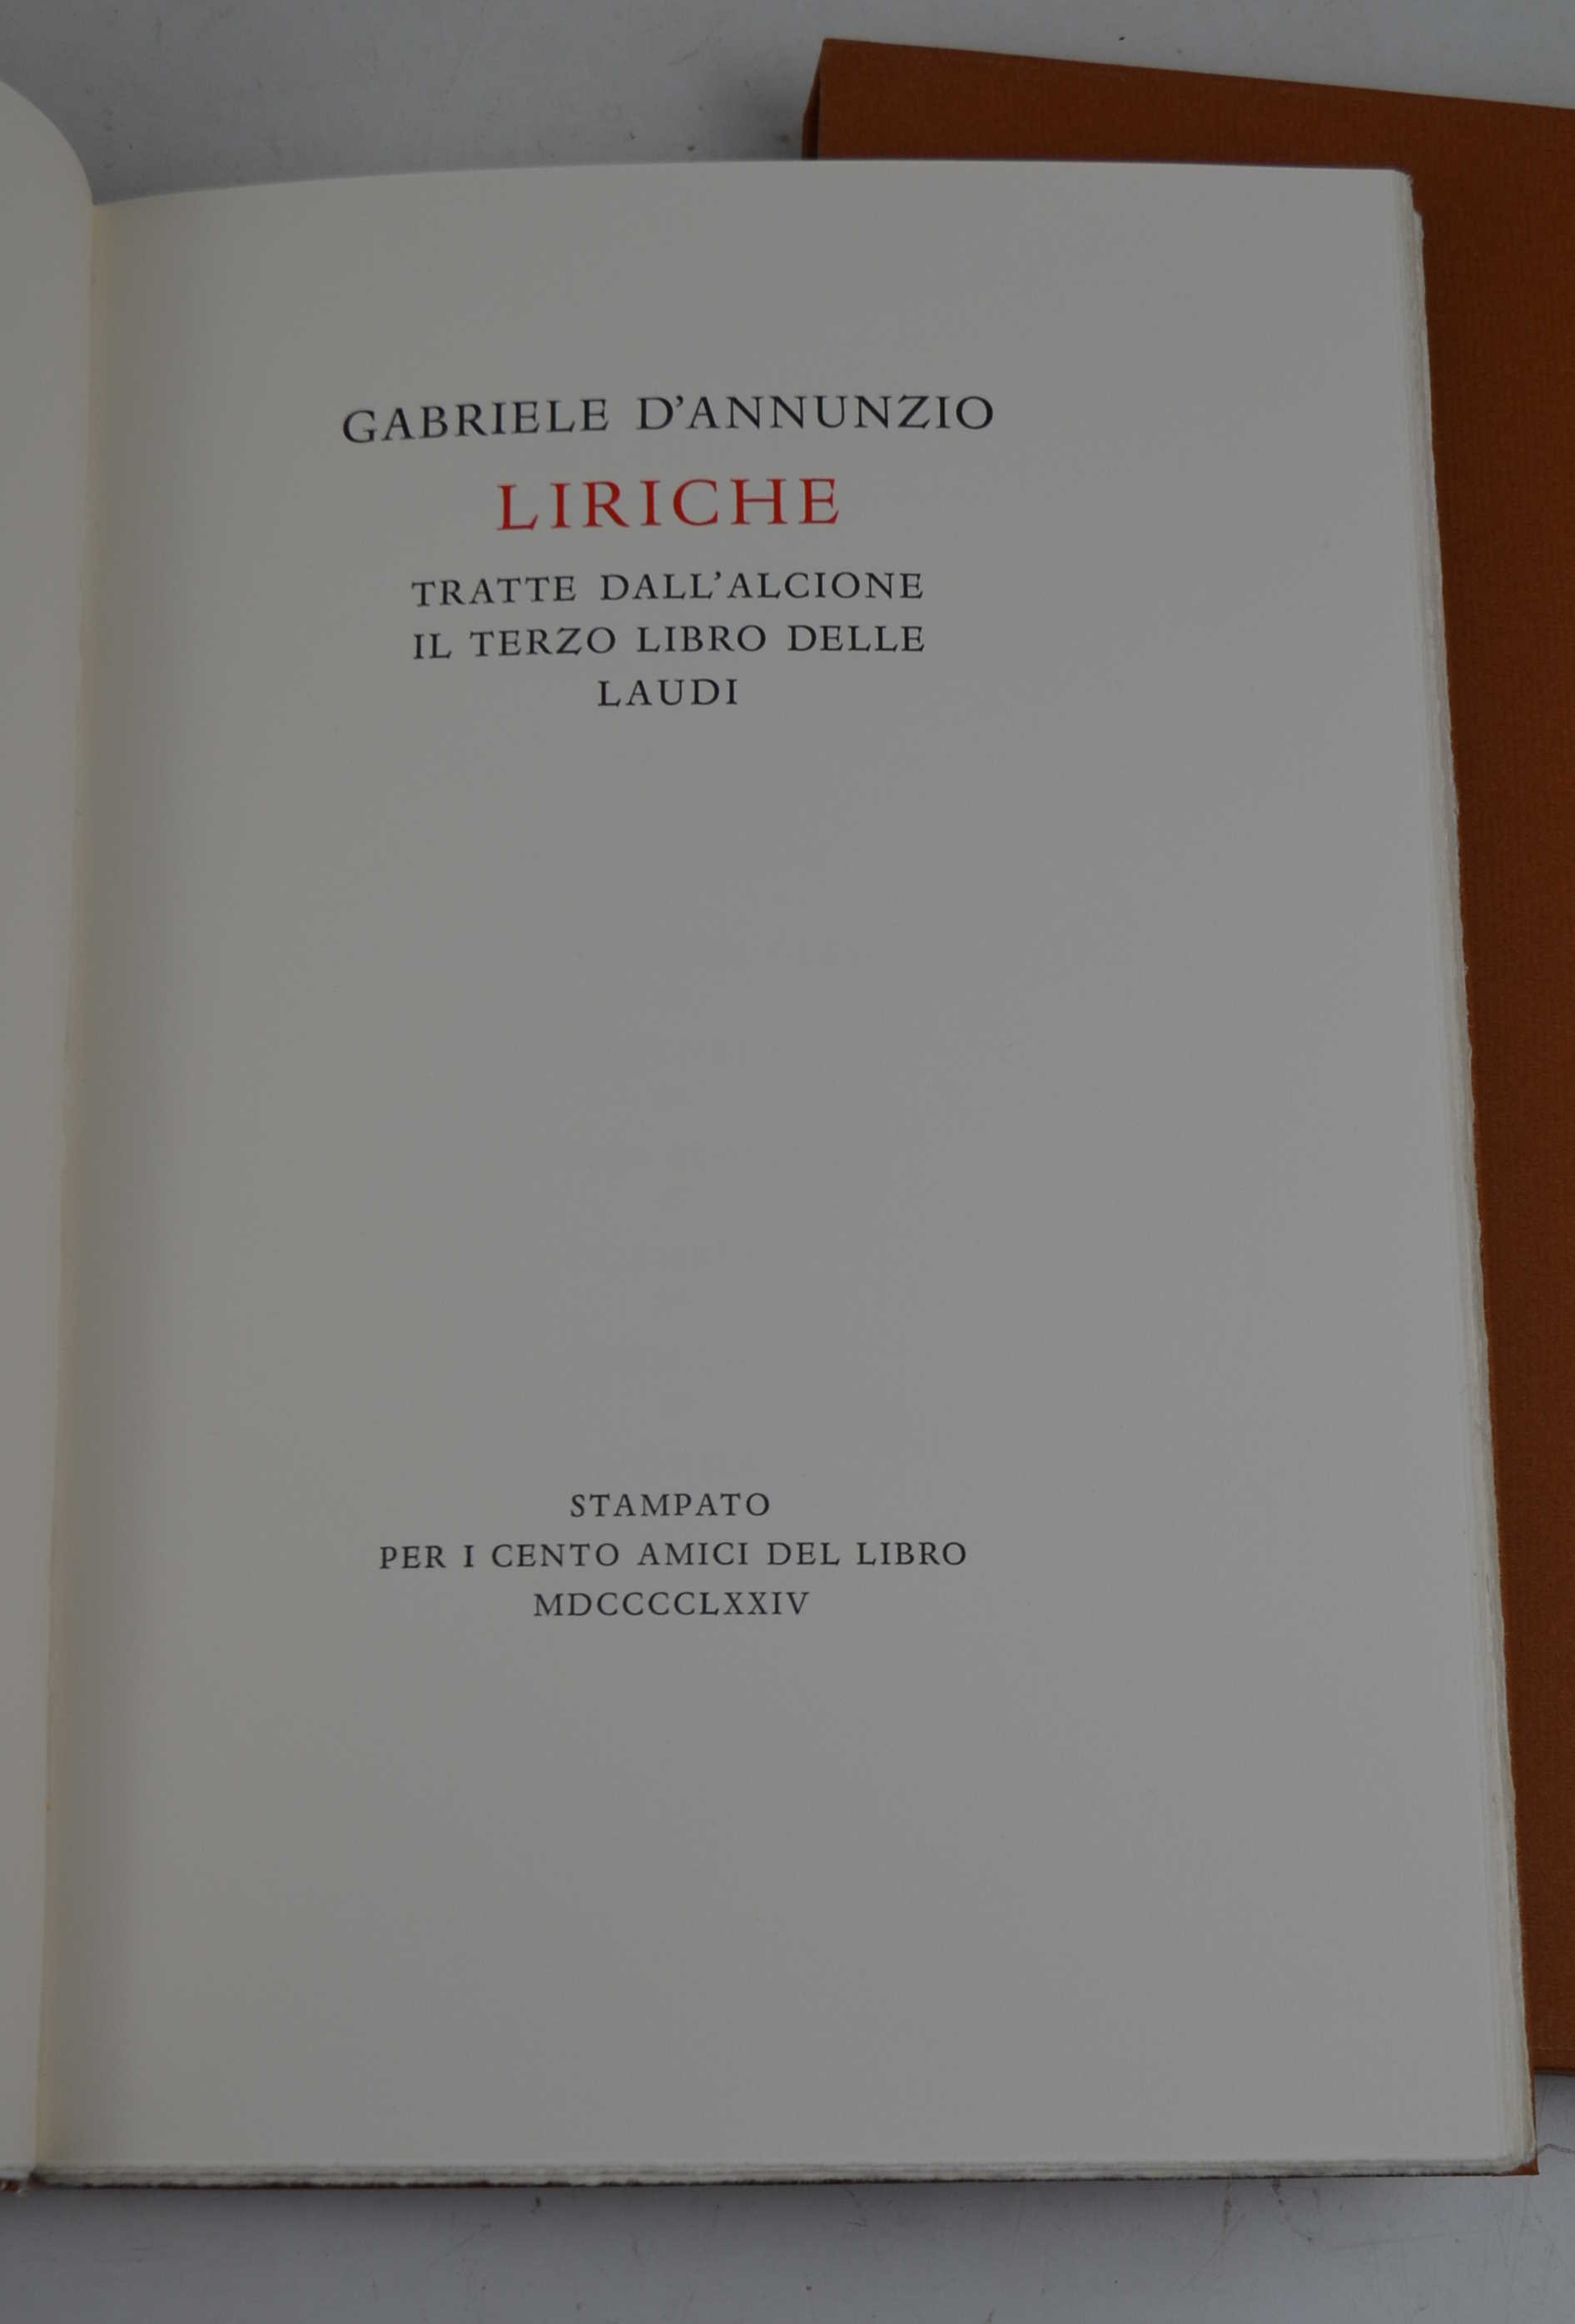 GABRIELE D’ANNUNZIO
LIRICHE
TRATTE DALL’ALCIONE
IL TERZO LIBRO DELLE
LAUDI
STAMPATO
PER I CENTO AMICI DEL LIBRO
MDCCCCLXXIV